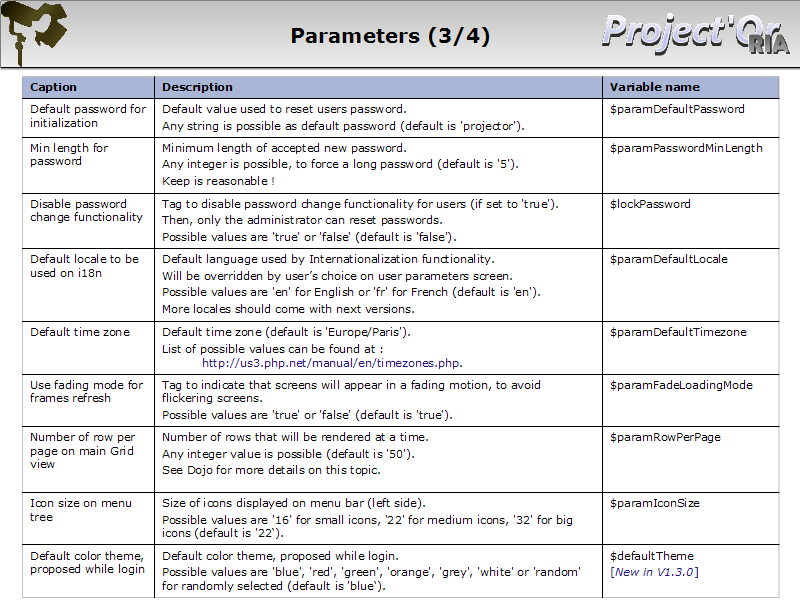 Parameters (3/4)
Project'Or
RIA
Caption
Description
Variable name
Default password for
initialization
Default value used to reset users password.
Any string is possible as default password (default is 'projector').
$paramDefaultPassword
Min length for
password
Minimum length of accepted new password.
Any integer is possible, to force a long password (default is '5').
Keep is reasonable !
$paramPasswordMinLength
Disable password
change functionality
Tag to disable password change functionality for users (if set to 'true').
Then, only the administrator can reset passwords.
Possible values are 'true' or 'false' (default is 'false').
$lockPassword
Default locale to be
used on i18n
Default language used by Internationalization functionality.
Will be overridden by user’s choice on user parameters screen.
Possible values are 'en' for English or 'fr' for French (default is 'en').
More locales should come with next versions.
$paramDefaultLocale
Default time zone
Default time zone (default is 'Europe/Paris').
List of possible values can be found at :
http://us3.php.net/manual/en/timezones.php.
$paramDefaultTimezone
Use fading mode for
frames refresh
Tag to indicate that screens will appear in a fading motion, to avoid
flickering screens.
Possible values are 'true' or 'false' (default is 'true').
$paramFadeLoadingMode
Number of row per
page on main Grid
view
Number of rows that will be rendered at a time.
Any integer value is possible (default is '50').
See Dojo for more details on this topic.
$paramRowPerPage
Icon size on menu
tree
Size of icons displayed on menu bar (left side).
Possible values are '16' for small icons, '22' for medium icons, '32' for big
icons (default is '22‘).
$paramIconSize
Default color theme,
proposed while login
Default color theme, proposed while login.
Possible values are 'blue', 'red', 'green', 'orange', 'grey', 'white' or 'random'
for randomly selected (default is 'blue‘).
$defaultTheme
[New in V1.3.0]